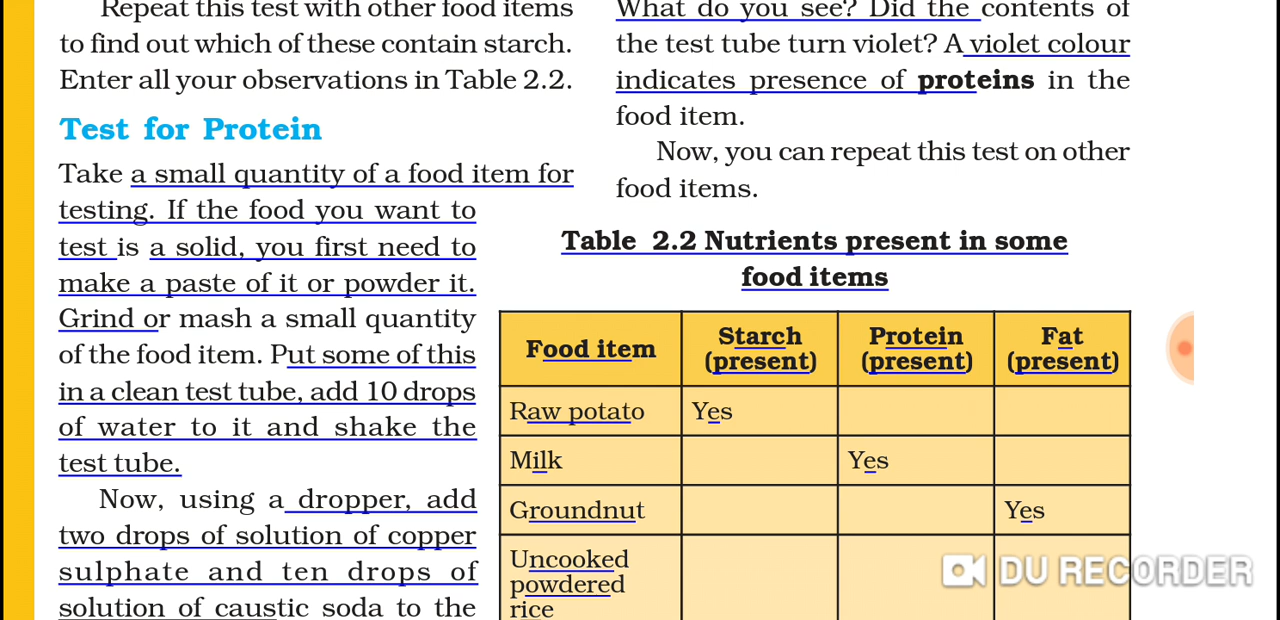 Repeat this test with other food items
to find out which of these contain starch.
Enter all your observations in Table 2.2.
Test for Protein
Take a small quantity of a food item for
testing. If the food you want to
test is a solid, you first need to
make a paste of it or powder it.
Grind or mash a small quantity
of the food item. Put some of this
in a clean test tube, add 10 drops
of water to it and shake the
test tube.
Now, using a dropper, add
two drops of solution of copper
sulphate and ten drops of
solution of caustic soda to the
What do you see? Did the contents of
the test tube turn violet? A violet colour
indicates presence of proteins in the
food item.
Now, you can repeat this test on other
food items.
Table 2.2 Nutrients present in some
food items
Food item Starch (present) Protein (present) Fat (present)
Raw potato Yes
Milk Yes
Groundnut Yes
Uncooked
powdered
rice
DU RECORDER